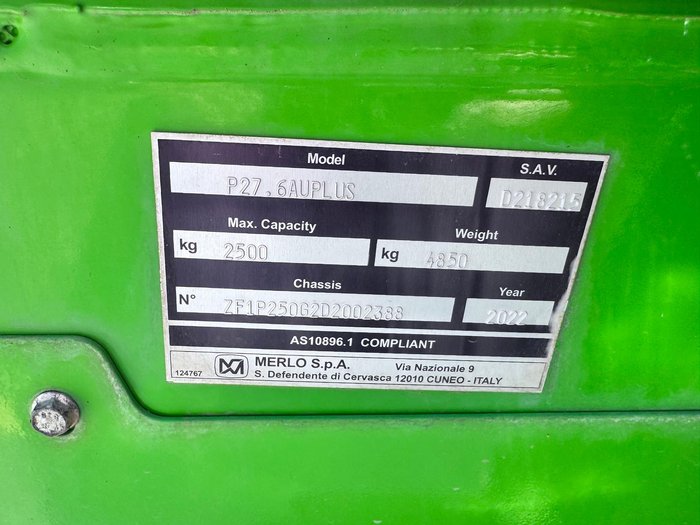 Model S.A.V.
P27.6AUPLUS D218215
Max. Capacity Weight
kg 2500 kg 4850
Chassis Year
N° ZF1P250G2D2002388 2022
AS10896.1 COMPLIANT
MERLO S.p.A. Via Nazionale 9
124767 S. Defendente di Cervasca 12010 CUNEO - ITALY